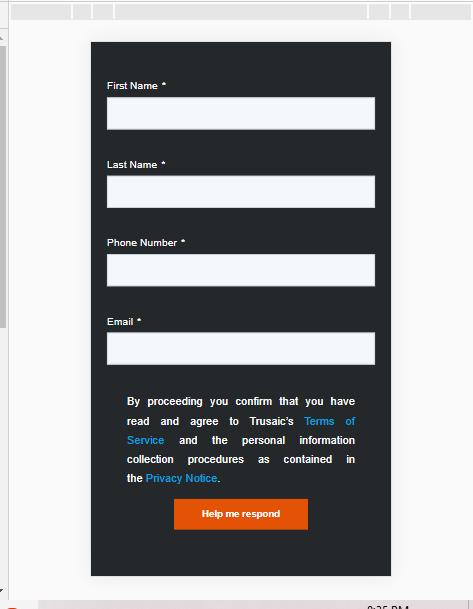 First Name *
Last Name *
Phone Number *
Email *
By proceeding you confirm that you have
read and agree to Trusaic's Terms of
Service and the personal information
collection procedures as contained in
the Privacy Notice.
Help me respond